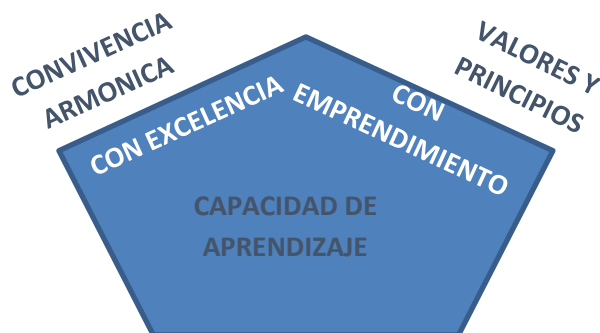 CONVIVENCIA
ARMONICA
VALORES Y
PRINCIPIOS
CON EXCELENCIA
CON
EMPRENDIMIENTO
CAPACIDAD DE
APRENDIZAJE